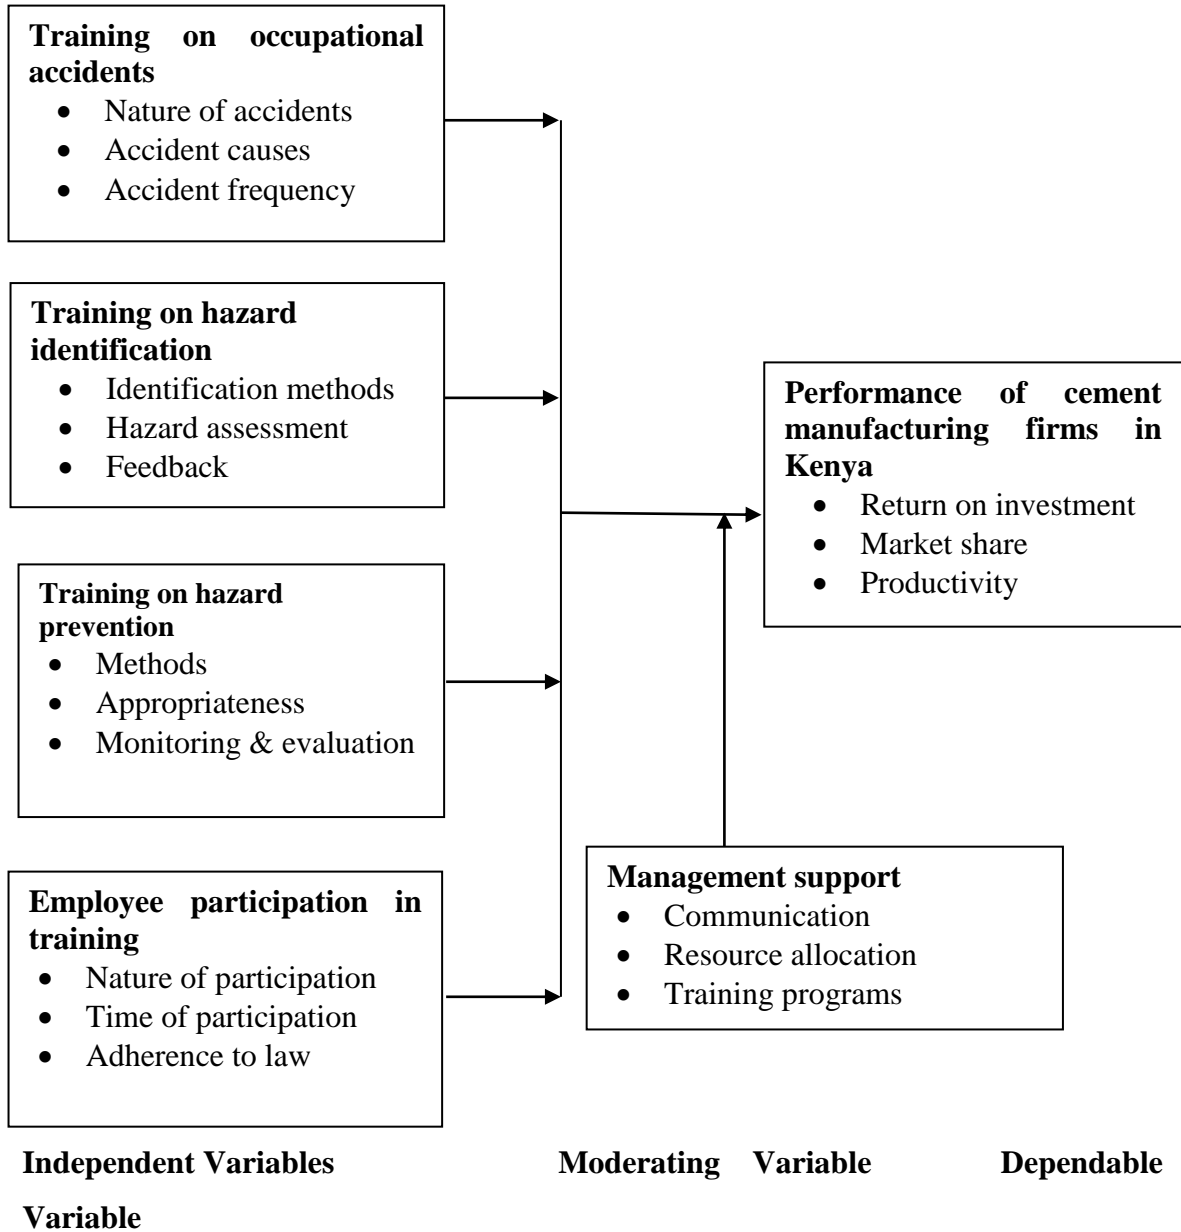 Training on occupational
accidents
• Nature of accidents
• Accident causes
• Accident frequency
Training on hazard
identification
• Identification methods
• Hazard assessment
• Feedback
Training on hazard
prevention
• Methods
• Appropriateness
• Monitoring & evaluation
Employee participation in
training
• Nature of participation
• Time of participation
• Adherence to law
Performance of cement
manufacturing firms in
Kenya
• Return on investment
• Market share
• Productivity
Management support
• Communication
• Resource allocation
• Training programs
Independent Variables Moderating Variable Dependable
Variable